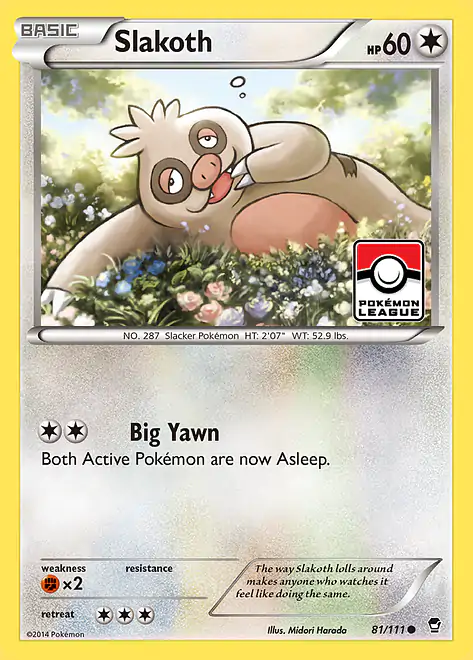 BASIC
Slakoth
HP60
POKÉMON
LEAGUE
NO. 287 Slacker Pokémon HT: 2'07" WT: 52.9 lbs.
Big Yawn
Both Active Pokémon are now Asleep.
weakness resistance
×2
retreat
The way Slakoth lolls around
makes anyone who watches it
feel like doing the same.
©2014 Pokémon
Illus. Midori Harada
81/111